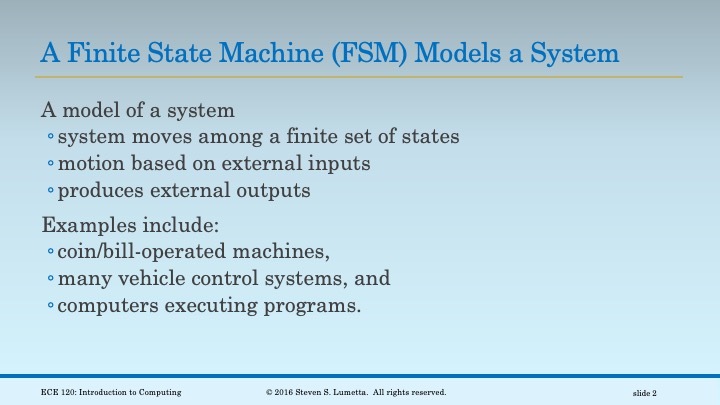 A Finite State Machine (FSM) Models a System
A model of a system
◦system moves among a finite set of states
◦motion based on external inputs
◦produces external outputs
Examples include:
◦coin/bill-operated machines,
◦many vehicle control systems, and
◦computers executing programs.
ECE 120: Introduction to Computing © 2016 Steven S. Lumetta. All rights reserved. slide 2